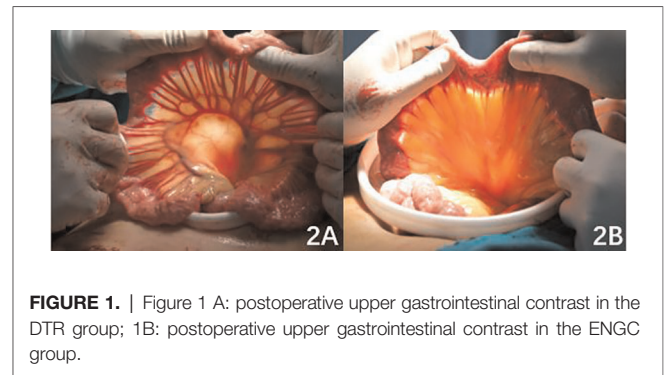 2A
2B
FIGURE 1. | Figure 1 A: postoperative upper gastrointestinal contrast in the
DTR group; 1B: postoperative upper gastrointestinal contrast in the ENGC
group.